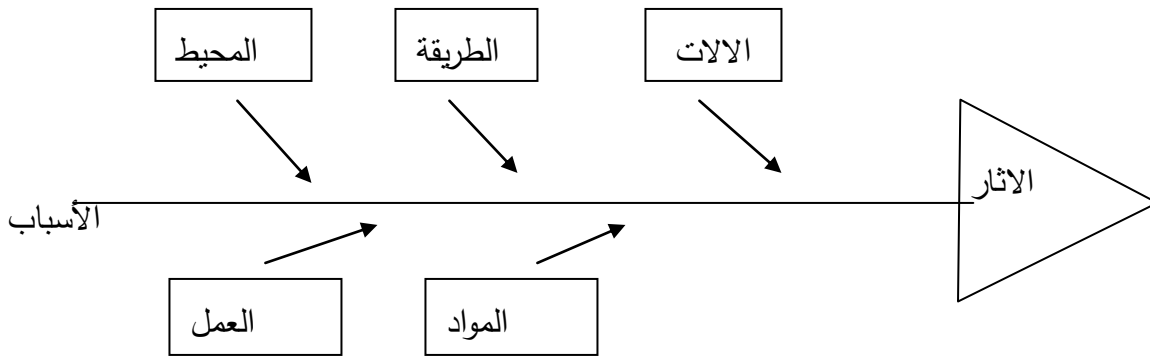 المحيط
الطريقة
الالات
الاثار
الأسباب
العمل
المواد